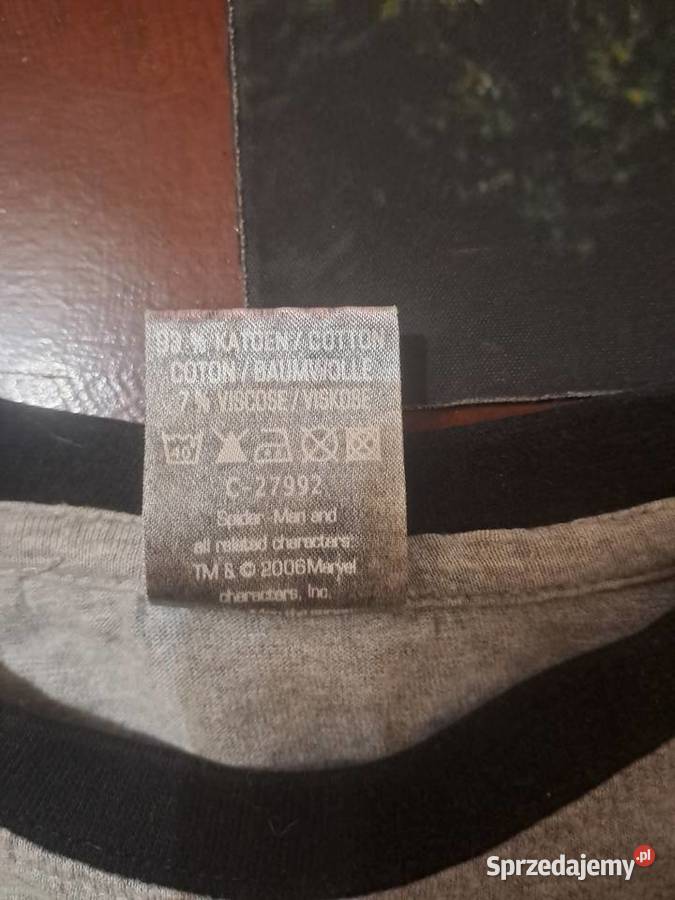 93 % KATOEN / COTTON
COTON / BAUMWOLLE
7 % VISCOSE / VISKOSE
40
C-27992
Spider-Man and
all related characters:
TM & © 2006 Marvel
characters, Inc.
Sprzedajemy.pl